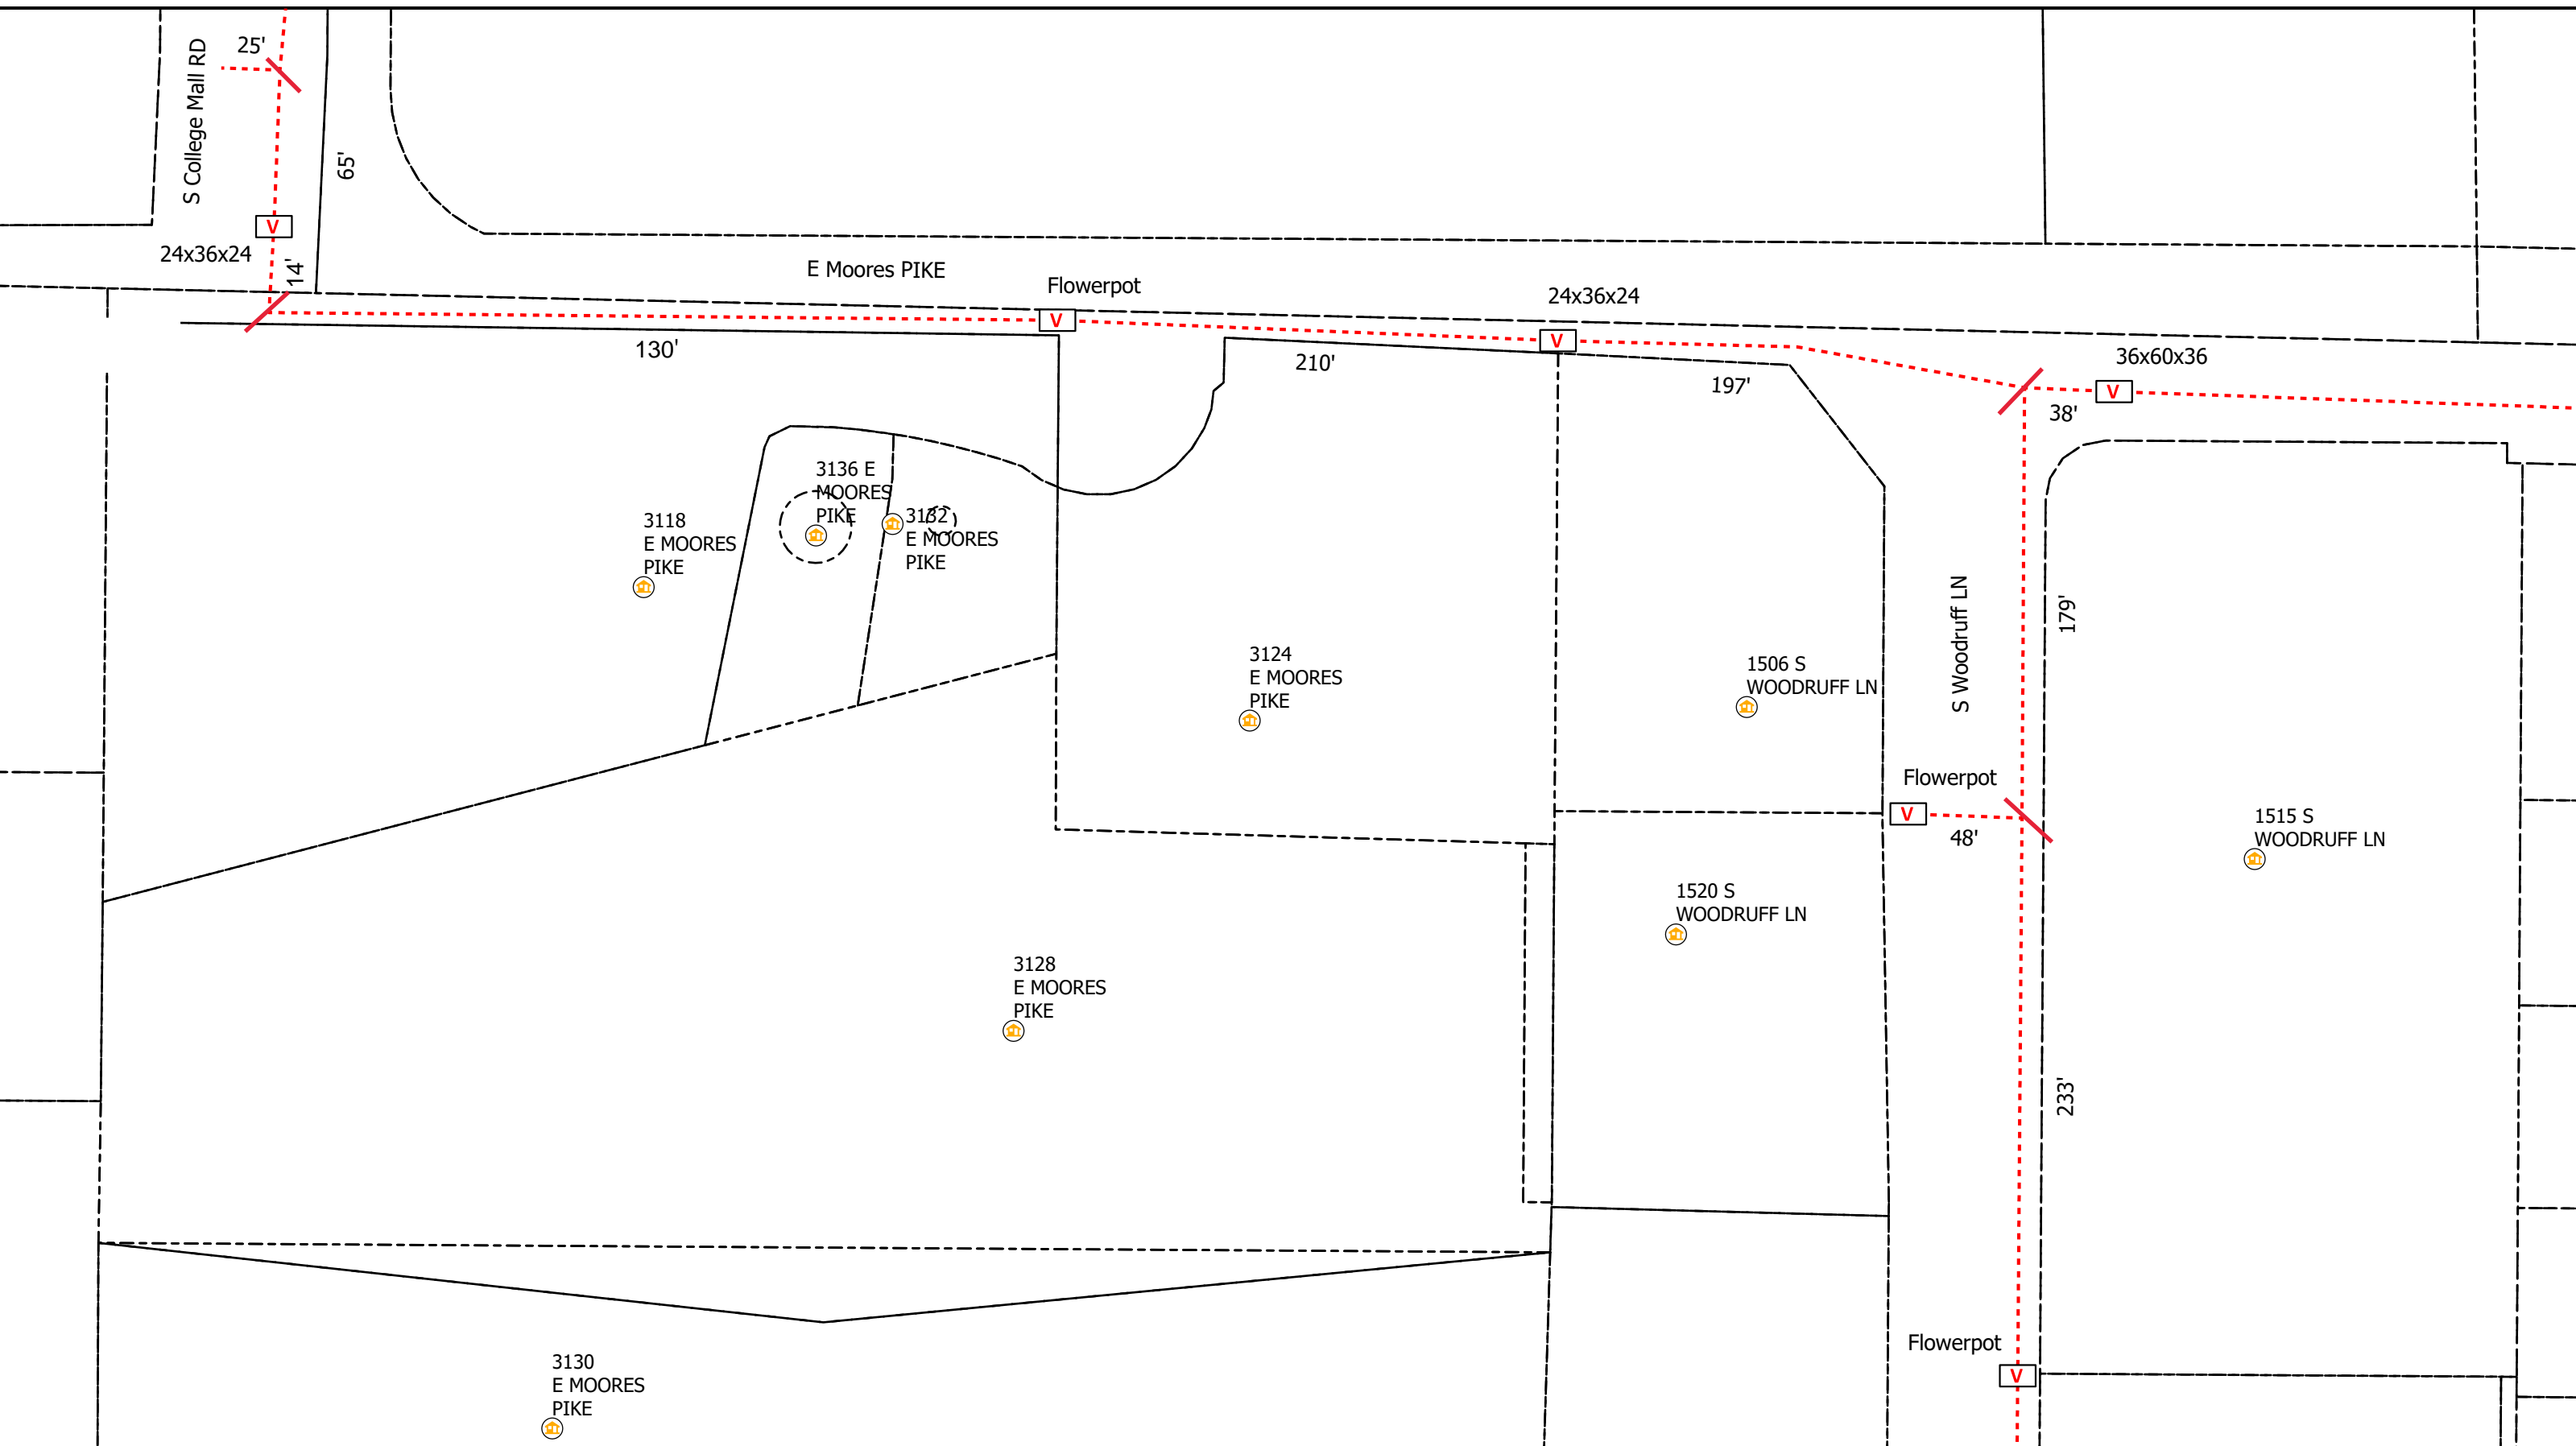 25'
S College Mall RD
65'
24x36x24
14'
E Moores PIKE
Flowerpot
24x36x24
V
V
V
130'
210'
197'
36x60x36
V
38'
3136 E
MOORES
PIKE
3132
E MOORES
PIKE
3118
E MOORES
PIKE
3124
E MOORES
PIKE
1506 S
WOODRUFF LN
S Woodruff LN
179'
Flowerpot
V
48'
1515 S
WOODRUFF LN
1520 S
WOODRUFF LN
3128
E MOORES
PIKE
233'
Flowerpot
V
3130
E MOORES
PIKE